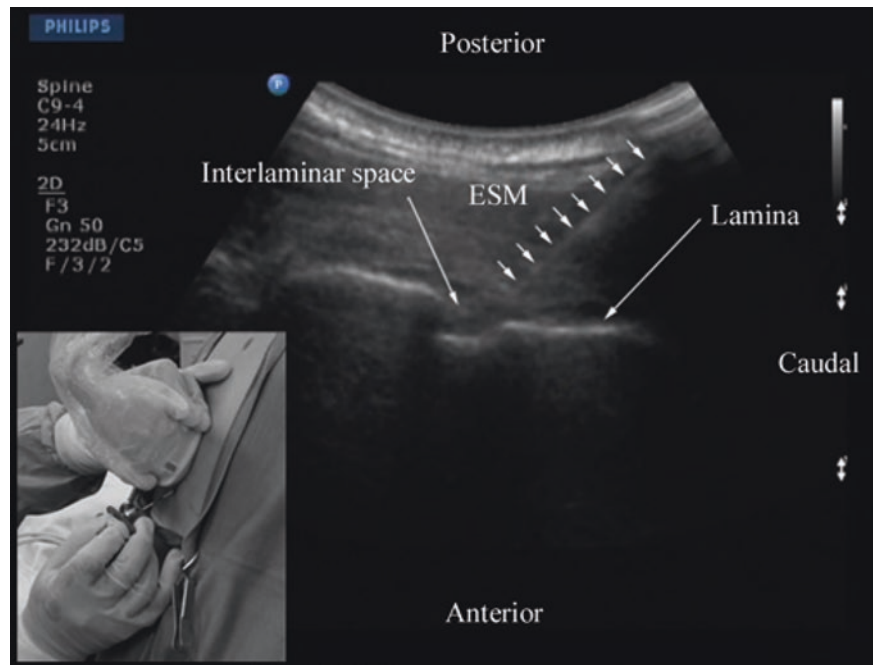 PHILIPS
Posterior
Spine
C9-4
24Hz
5cm
2D
F3
Gn 50
232dB/C5
F/3/2
P
Interlaminar space
ESM
Lamina
Caudal
Anterior